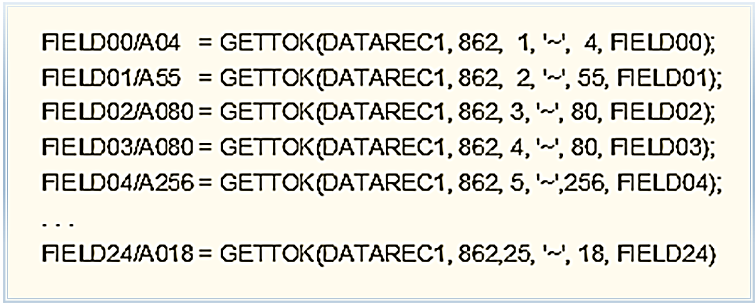 FIELD00/A04 = GETTOK(DATAREC1, 862, 1, '~', 4, FIELD00);
FIELD01/A55 = GETTOK(DATAREC1, 862, 2, '~', 55, FIELD01);
FIELD02/A080 = GETTOK(DATAREC1, 862, 3, '~', 80, FIELD02);
FIELD03/A080 = GETTOK(DATAREC1, 862, 4, '~', 80, FIELD03);
FIELD04/A256 = GETTOK(DATAREC1, 862, 5, '~',256, FIELD04);
. . .
FIELD24/A018 = GETTOK(DATAREC1, 862,25, '~', 18, FIELD24)